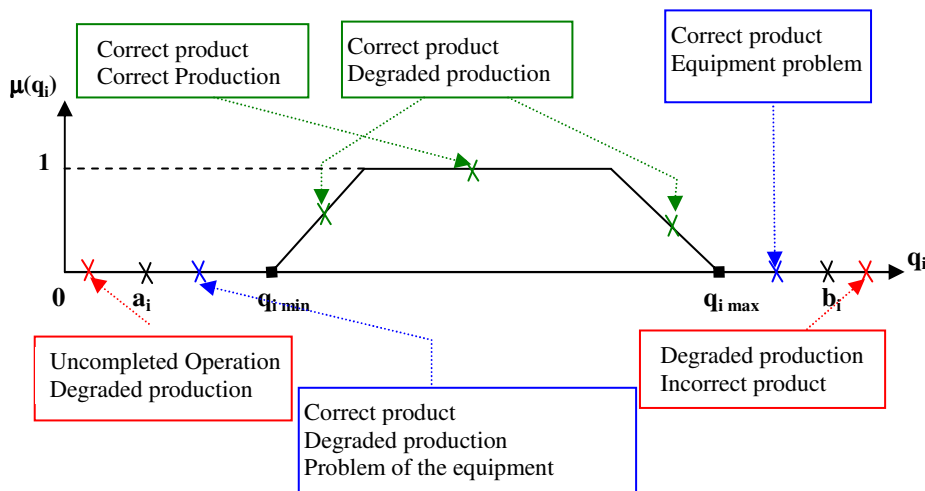 Correct product
Correct Production
Correct product
Degraded production
Correct product
Equipment problem
μ(qi)
1
qi
0
ai
qi min
qi max
bi
Uncompleted Operation
Degraded production
Correct product
Degraded production
Problem of the equipment
Degraded production
Incorrect product